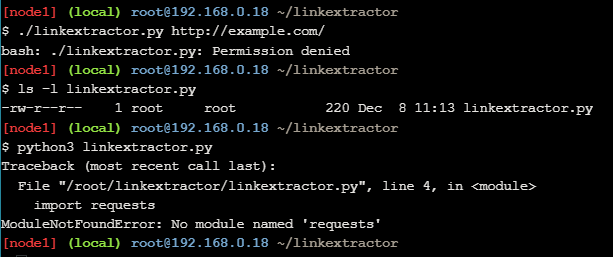 [node1] (local) root@192.168.0.18 ~/linkextractor
$ ./linkextractor.py http://example.com/
bash: ./linkextractor.py: Permission denied
[node1] (local) root@192.168.0.18 ~/linkextractor
$ ls -l linkextractor.py
-rw-r--r--    1 root     root           220 Dec  8 11:13 linkextractor.py
[node1] (local) root@192.168.0.18 ~/linkextractor
$ python3 linkextractor.py
Traceback (most recent call last):
  File "/root/linkextractor/linkextractor.py", line 4, in <module>
    import requests
ModuleNotFoundError: No module named 'requests'
[node1] (local) root@192.168.0.18 ~/linkextractor